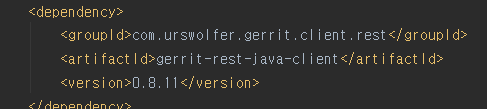 <dependency>
<groupId>com.urswolfer.gerrit.client.rest</groupId>
<artifactId>gerrit-rest-java-client</artifactId>
<version>0.8.11</version>
</dependency>